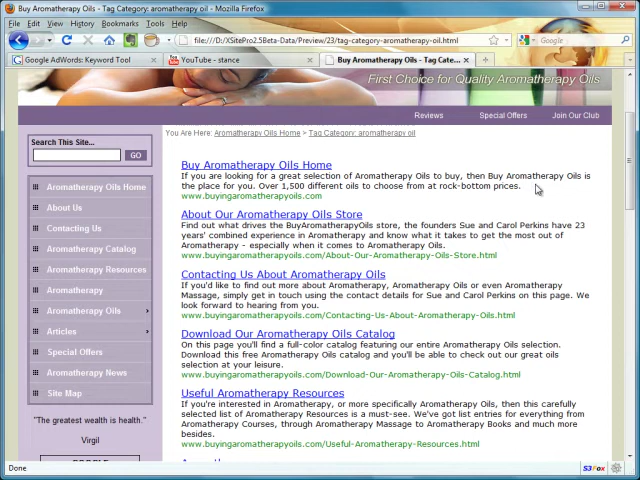 Buy Aromatherapy Oils - Tag Category: aromatherapy oil - Mozilla Firefox
File Edit View History Bookmarks Tools Help
file:///D:/XSitePro2.5Beta-Data/Preview/23/tag-category-aromatherapy-oil.html
Google
Google AdWords: Keyword Tool
YouTube - stance
Buy Aromatherapy Oils - Tag Cate...
First Choice for Quality Aromatherapy Oils
Reviews Special Offers Join Our Club
Search This Site...
GO
Aromatherapy Oils Home
About Us
Contacting Us
Aromatherapy Catalog
Aromatherapy Resources
Aromatherapy
Aromatherapy Oils
Articles
Special Offers
Aromatherapy News
Site Map
"The greatest wealth is health."
Virgil
You Are Here: Aromatherapy Oils Home > Tag Category: aromatherapy oil
Buy Aromatherapy Oils Home
If you are looking for a great selection of Aromatherapy Oils to buy, then Buy Aromatherapy Oils is
the place for you. Over 1,500 different oils to choose from at rock-bottom prices.
www.buyingaromatherapyoils.com
About Our Aromatherapy Oils Store
Find out what drives the BuyAromatherapyOils store, the founders Sue and Carol Perkins have 23
years' combined experience in Aromatherapy and know what it takes to get the most out of
Aromatherapy - especially when it comes to Aromatherapy Oils.
www.buyingaromatherapyoils.com/About-Our-Aromatherapy-Oils-Store.html
Contacting Us About Aromatherapy Oils
If you'd like to find out more about Aromatherapy, Aromatherapy Oils or even Aromatherapy
Massage, simply get in touch using the contact details for Sue and Carol Perkins on this page. We
look forward to hearing from you.
www.buyingaromatherapyoils.com/Contacting-Us-About-Aromatherapy-Oils.html
Download Our Aromatherapy Oils Catalog
On this page you'll find a full-color catalog featuring our entire Aromatherapy Oils selection.
Download this free Aromatherapy Oils catalog and you'll be able to check out our great oils
selection at your leisure.
www.buyingaromatherapyoils.com/Download-Our-Aromatherapy-Oils-Catalog.html
Useful Aromatherapy Resources
If you're interested in Aromatherapy, or more specifically Aromatherapy Oils, then this carefully
selected list of Aromatherapy Resources is a must-see. We've got list entries for everything from
Aromatherapy Courses, through Aromatherapy Massage to Aromatherapy Books and much more
besides.
www.buyingaromatherapyoils.com/Useful-Aromatherapy-Resources.html
Done
S3Fox